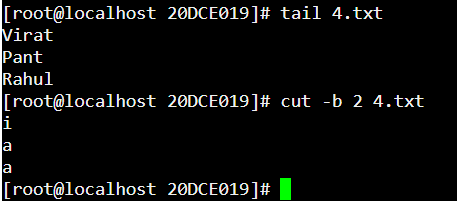 [root@localhost 20DCE019]# tail 4.txt
Virat
Pant
Rahul
[root@localhost 20DCE019]# cut -b 2 4.txt
i
a
a
[root@localhost 20DCE019]#